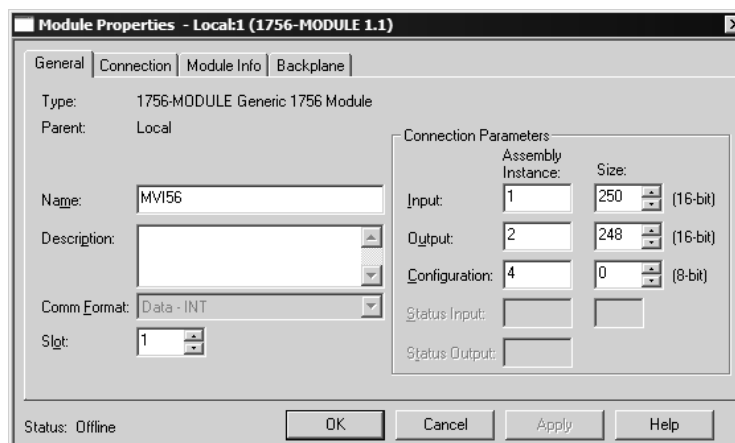 Module Properties - Local:1 (1756-MODULE 1.1)
General Connection Module Info Backplane
Type: 1756-MODULE Generic 1756 Module
Parent: Local
Connection Parameters
Assembly Instance: Size:
Name: MVI56
Input: 1 250 (16-bit)
Description:
Output: 2 248 (16-bit)
Configuration: 4 0 (8-bit)
Comm Format: Data - INT
Status Input:
Slot: 1
Status Output:
Status: Offline OK Cancel Apply Help